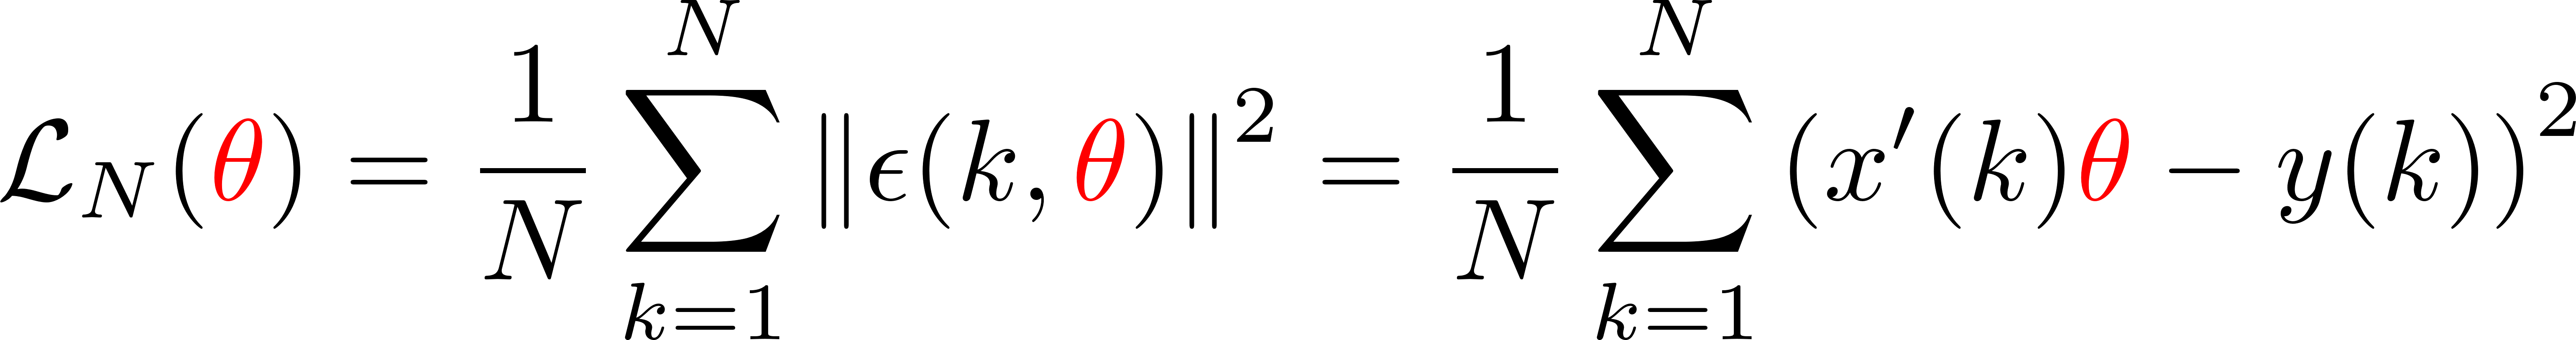 $\mathcal{L}_N(\theta) = \frac{1}{N} \sum_{k=1}^{N} \|\epsilon(k, \theta)\|^2 = \frac{1}{N} \sum_{k=1}^{N} (x'(k)\theta - y(k))^2$